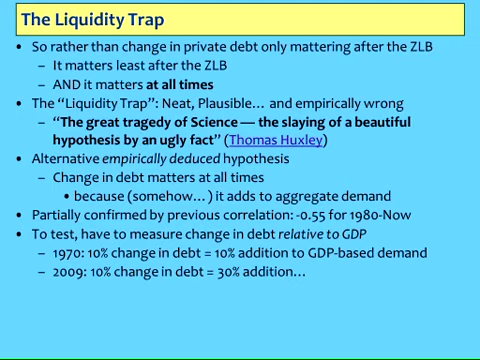 The Liquidity Trap
• So rather than change in private debt only mattering after the ZLB
– It matters least after the ZLB
– AND it matters at all times
• The “Liquidity Trap”: Neat, Plausible… and empirically wrong
– “The great tragedy of Science — the slaying of a beautiful
hypothesis by an ugly fact” (Thomas Huxley)
• Alternative empirically deduced hypothesis
– Change in debt matters at all times
• because (somehow…) it adds to aggregate demand
• Partially confirmed by previous correlation: -0.55 for 1980-Now
• To test, have to measure change in debt relative to GDP
– 1970: 10% change in debt = 10% addition to GDP-based demand
– 2009: 10% change in debt = 30% addition…